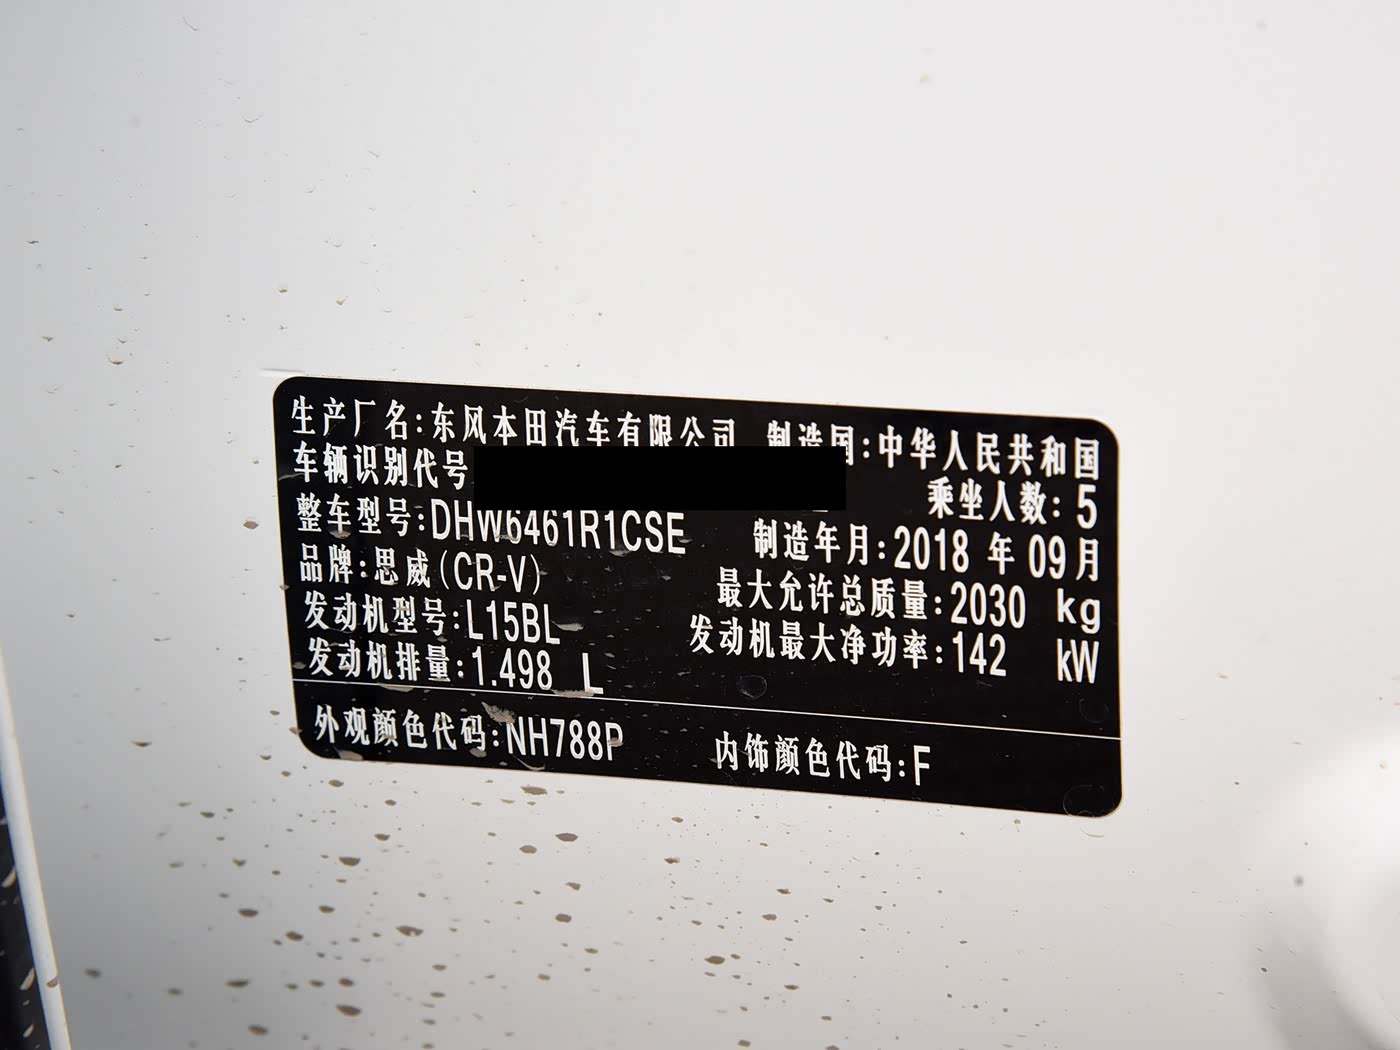 生产厂名:东风本田汽车有限公司 制造国:中华人民共和国
车辆识别代号 乘坐人数:5
整车型号:DHW6461R1CSE 制造年月:2018 年 09月
品牌:思威(CR-V) 最大允许总质量:2030 kg
发动机型号:L15BL 发动机最大净功率:142 kW
发动机排量:1.498 L
外观颜色代码:NH788P 内饰颜色代码:F